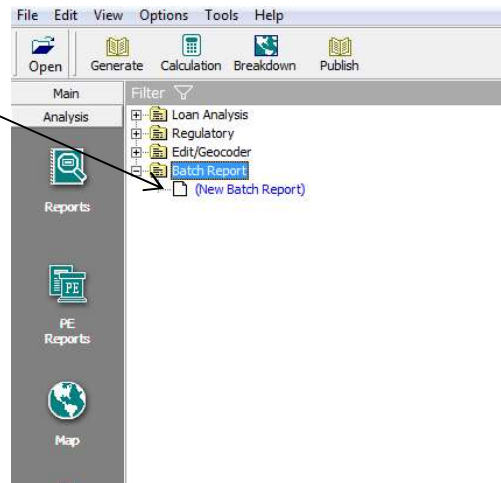 File Edit View Options Tools Help
Open Generate Calculation Breakdown Publish
Main
Analysis
Filter
Loan Analysis
Regulatory
Edit/Geocoder
Batch Report
(New Batch Report)
Reports
PE
PE
Reports
Map